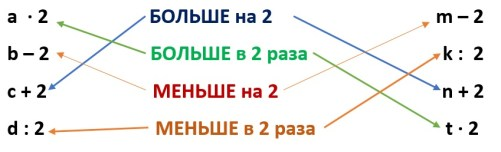 a · 2 БОЛЬШЕ на 2 m – 2
b – 2 БОЛЬШЕ в 2 раза k : 2
c + 2 МЕНЬШЕ на 2 n + 2
d : 2 МЕНЬШЕ в 2 раза t · 2